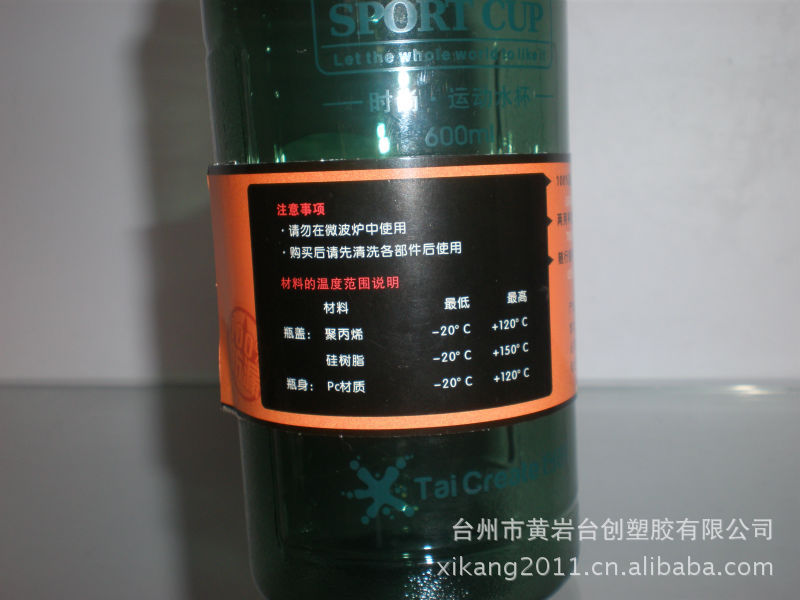 SPORT CUP
Let the whole world to like it
时尚·运动水杯
600ml
注意事项
·请勿在微波炉中使用
·购买后请先清洗各部件后使用
材料的温度范围说明
材料 最低 最高
瓶盖: 聚丙烯 -20°C +120°C
硅树脂 -20°C +150°C
瓶身: Pc材质 -20°C +120°C
Tai Create
台州市黄岩台创塑胶有限公司
xikang2011.cn.alibaba.com